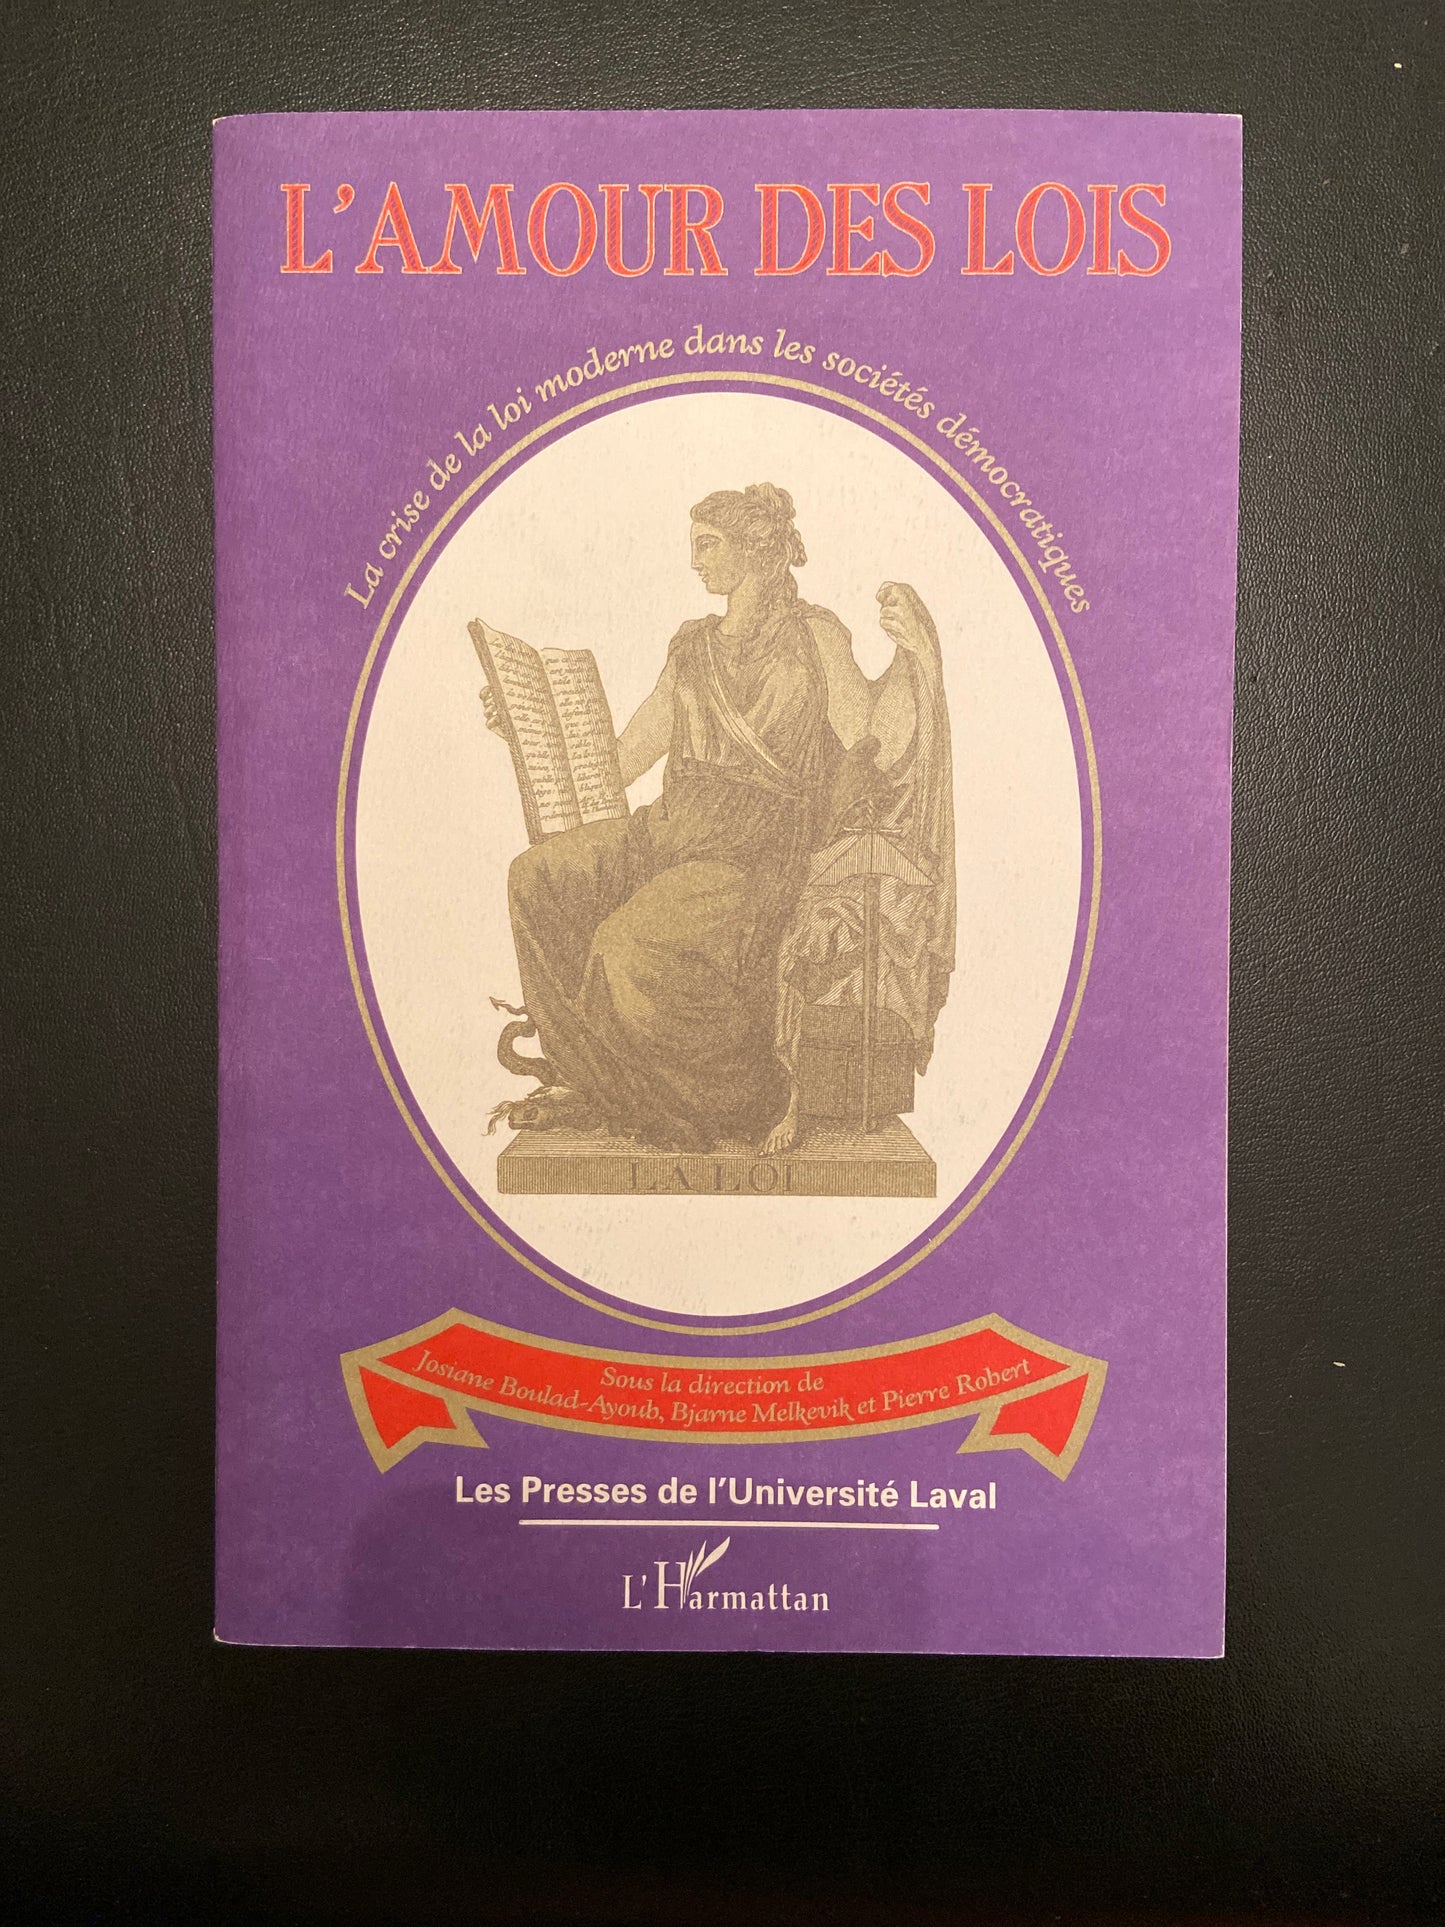 L'AMOUR DES LOIS
La crise de la loi moderne dans les sociétés démocratiques
LA LOI
Sous la direction de
Josiane Boulad-Ayoub, Bjarne Melkevik et Pierre Robert
Les Presses de l'Université Laval
L'Harmattan